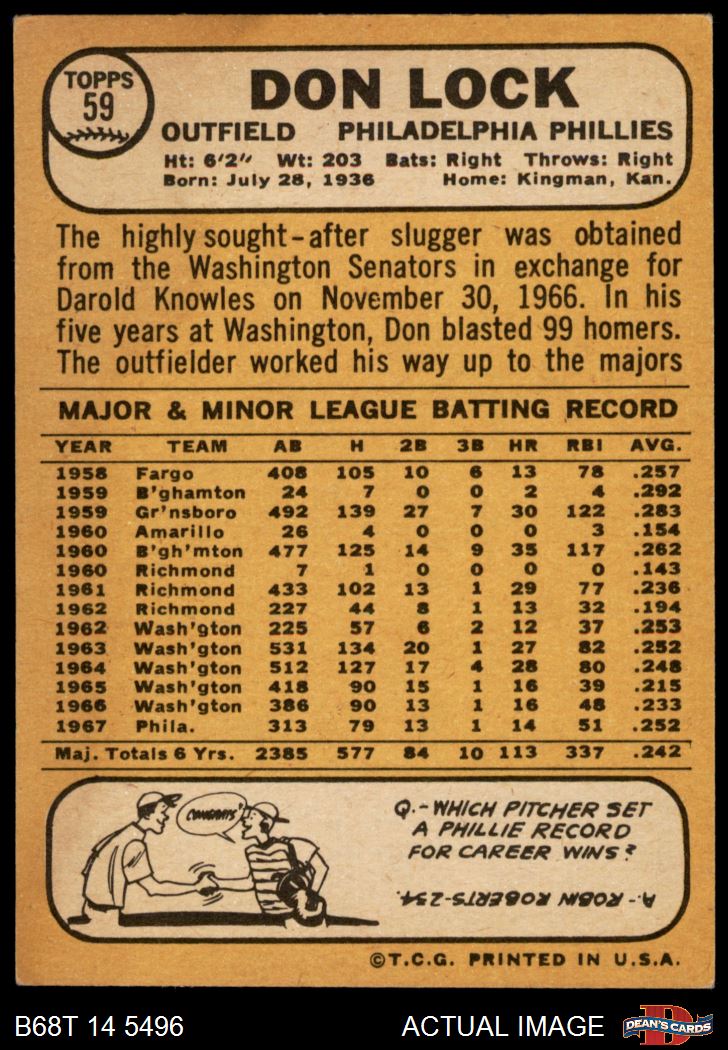 TOPPS
59
DON LOCK
OUTFIELD PHILADELPHIA PHILLIES
Ht: 6'2" Wt: 203 Bats: Right Throws: Right
Born: July 28, 1936 Home: Kingman, Kan.
The highly sought-after slugger was obtained
from the Washington Senators in exchange for
Darold Knowles on November 30, 1966. In his
five years at Washington, Don blasted 99 homers.
The outfielder worked his way up to the majors
MAJOR & MINOR LEAGUE BATTING RECORD
YEAR TEAM AB H 2B 3B HR RBI AVG.
1958 Fargo 408 105 10 6 13 78 .257
1959 B'ghamton 24 7 0 0 2 4 .292
1959 Gr'nsboro 492 139 27 7 30 122 .283
1960 Amarillo 26 4 0 0 0 3 .154
1960 B'gh'mton 477 125 14 9 35 117 .262
1960 Richmond 7 1 0 0 0 0 .143
1961 Richmond 433 102 13 1 29 77 .236
1962 Richmond 227 44 8 1 13 32 .194
1962 Wash'gton 225 57 6 2 12 37 .253
1963 Wash'gton 531 134 20 1 27 82 .252
1964 Wash'gton 512 127 17 4 28 80 .248
1965 Wash'gton 418 90 15 1 16 39 .215
1966 Wash'gton 386 90 13 1 16 48 .233
1967 Phila. 313 79 13 1 14 51 .252
Maj. Totals 6 Yrs. 2385 577 84 10 113 337 .242
CONGRATS'
Q.-WHICH PITCHER SET
A PHILLIE RECORD
FOR CAREER WINS?
A.-ROBIN ROBERTS-234.
©T.C.G. PRINTED IN U.S.A.
B68T 14 5496 ACTUAL IMAGE
D
DEAN'S CARDS